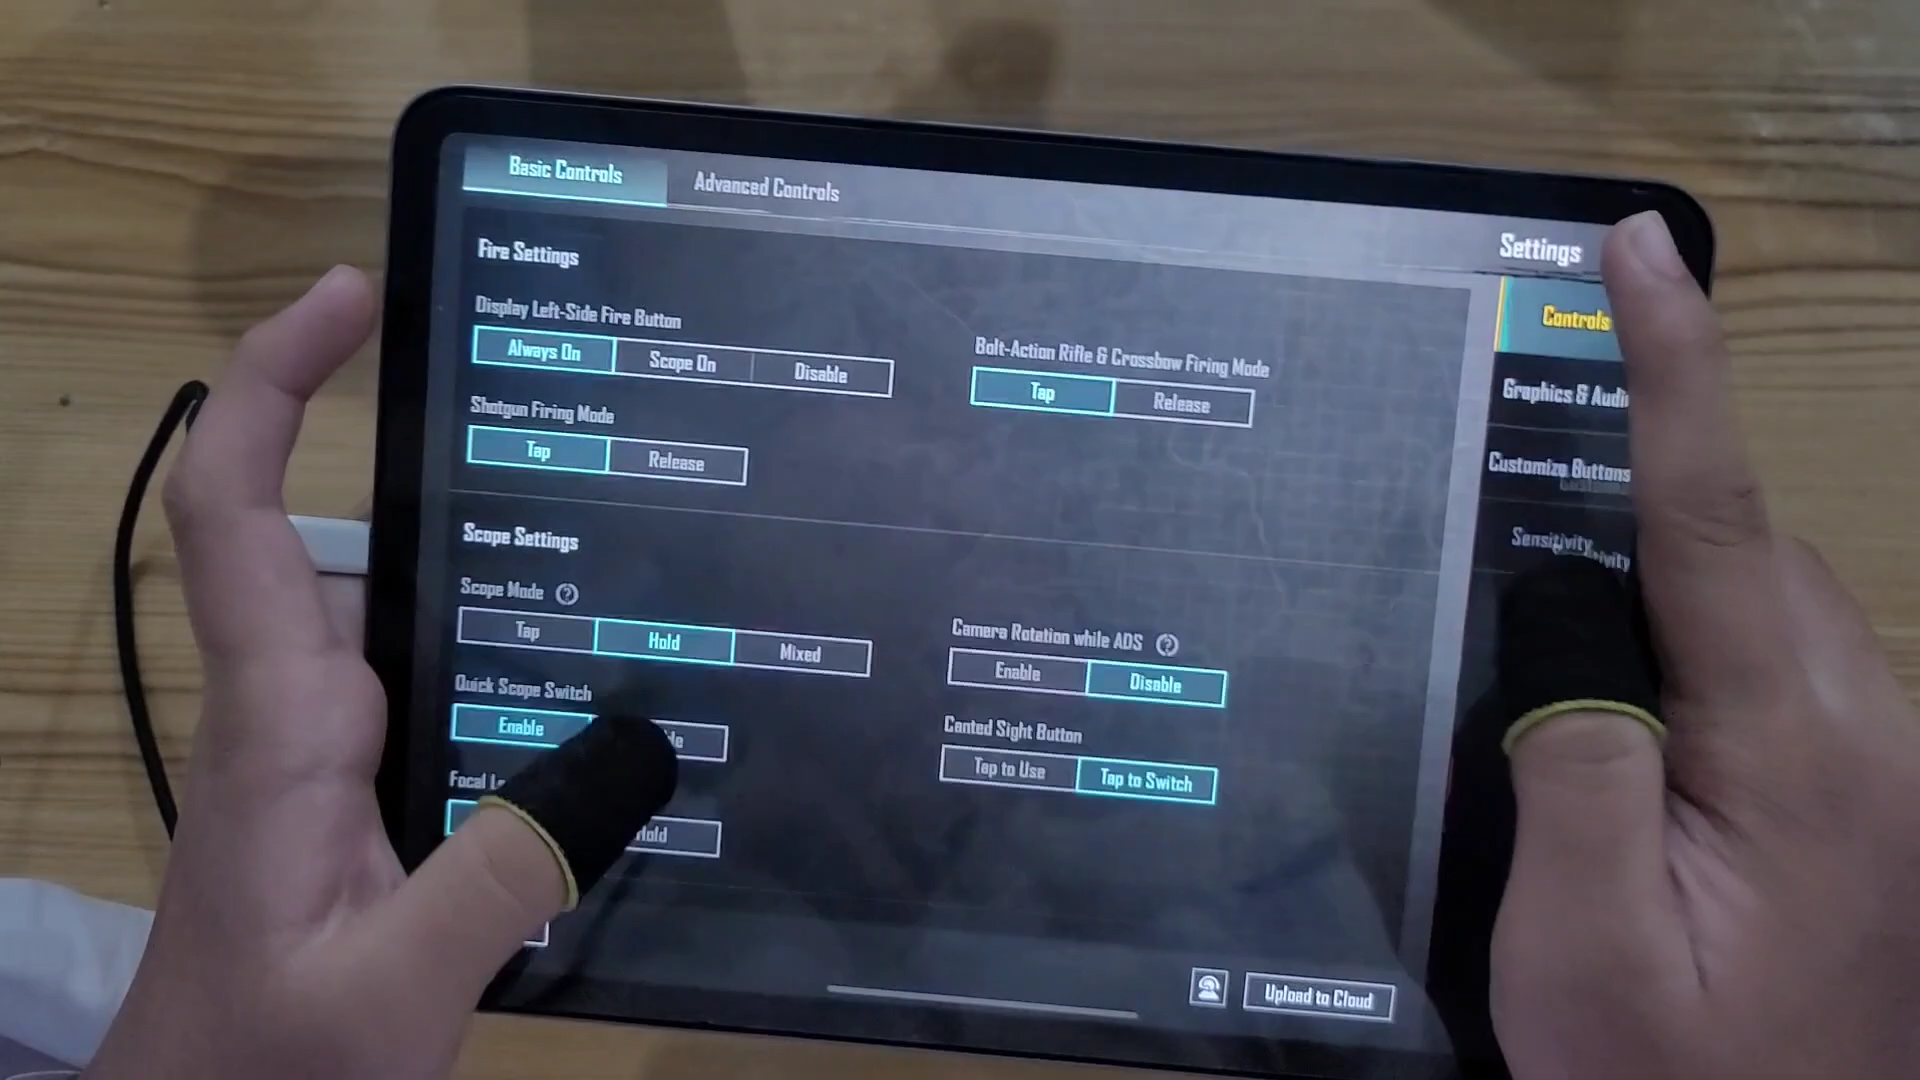 Basic Controls
Advanced Controls
Settings
Fire Settings
Controls
Display Left-Side Fire Button
Always On
Scope On
Disable
Bolt-Action Rifle & Crossbow Firing Mode
Tap
Release
Graphics &
Shotgun Firing Mode
Tap
Release
Customize Buttons
Scope Settings
Sensitivity
Scope Mode ?
Tap
Hold
Mixed
Camera Rotation while ADS ?
Enable
Disable
Quick Scope Switch
Enable
Canted Sight Button
Tap to Use
Tap to Switch
Focal
Hold
Upload to Cloud